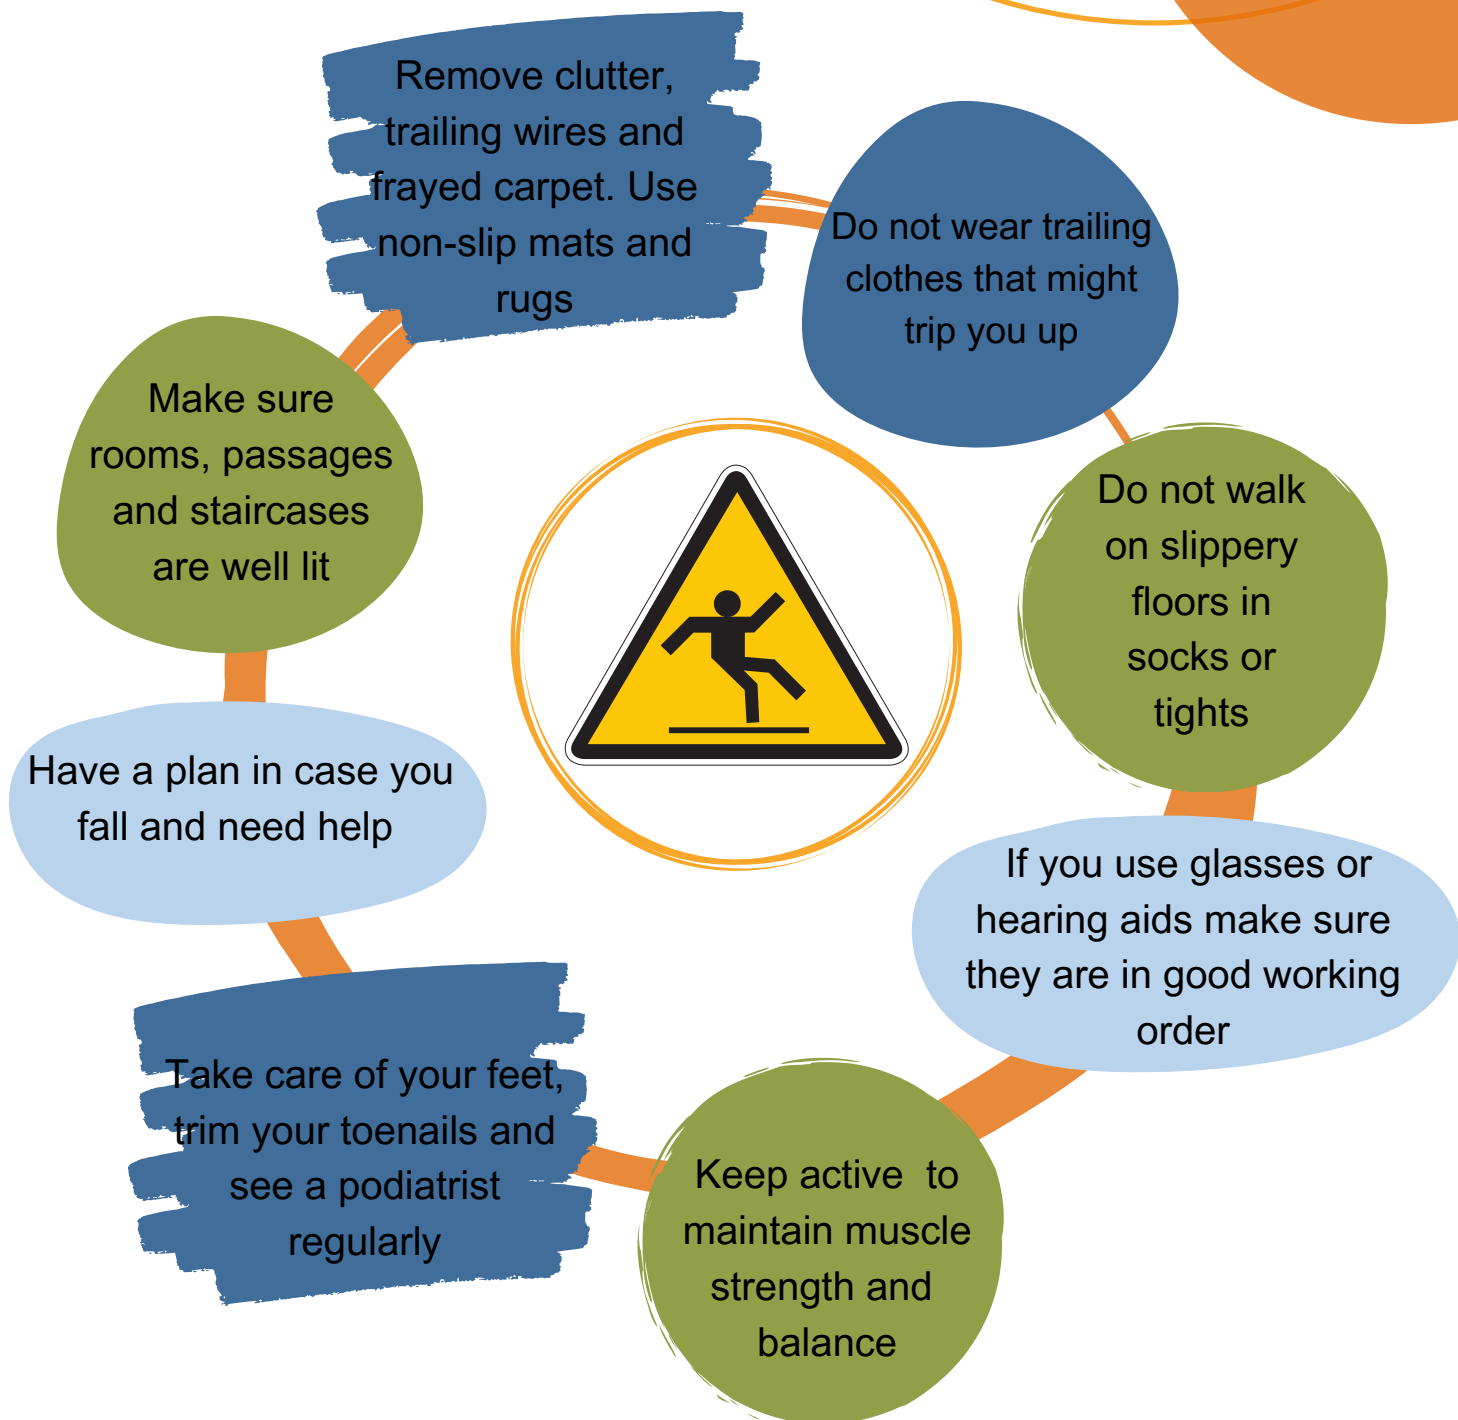 Remove clutter,
trailing wires and
frayed carpet. Use
non-slip mats and
rugs
Do not wear trailing
clothes that might
trip you up
Do not walk
on slippery
floors in
socks or
tights
If you use glasses or
hearing aids make sure
they are in good working
order
Keep active  to
maintain muscle
strength and
balance
Take care of your feet,
trim your toenails and
see a podiatrist
regularly
Have a plan in case you
fall and need help
Make sure
rooms, passages
and staircases
are well lit